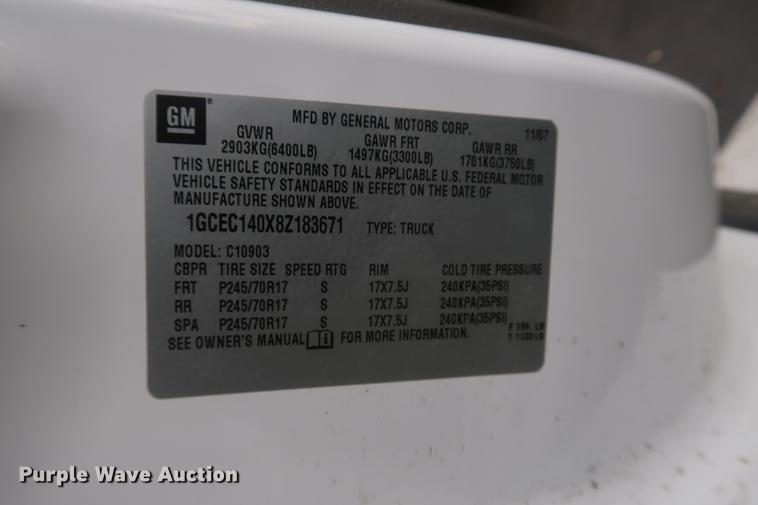 GM
MFD BY GENERAL MOTORS CORP. 11/07
GVWR GAWR FRT GAWR RR
2903KG(6400LB) 1497KG(3300LB) 1701KG(3750LB)
THIS VEHICLE CONFORMS TO ALL APPLICABLE U.S. FEDERAL MOTOR
VEHICLE SAFETY STANDARDS IN EFFECT ON THE DATE OF
MANUFACTURE SHOWN ABOVE.
1GCEC140X8Z183671 TYPE: TRUCK
MODEL: C10903
CBPR TIRE SIZE SPEED RTG RIM COLD TIRE PRESSURE
FRT P245/70R17 S 17X7.5J 240KPA(35PSI)
RR P245/70R17 S 17X7.5J 240KPA(35PSI)
SPA P245/70R17 S 17X7.5J 240KPA(35PSI)
SEE OWNER'S MANUAL FOR MORE INFORMATION.
F LB
T 1133 LB
Purple Wave Auction